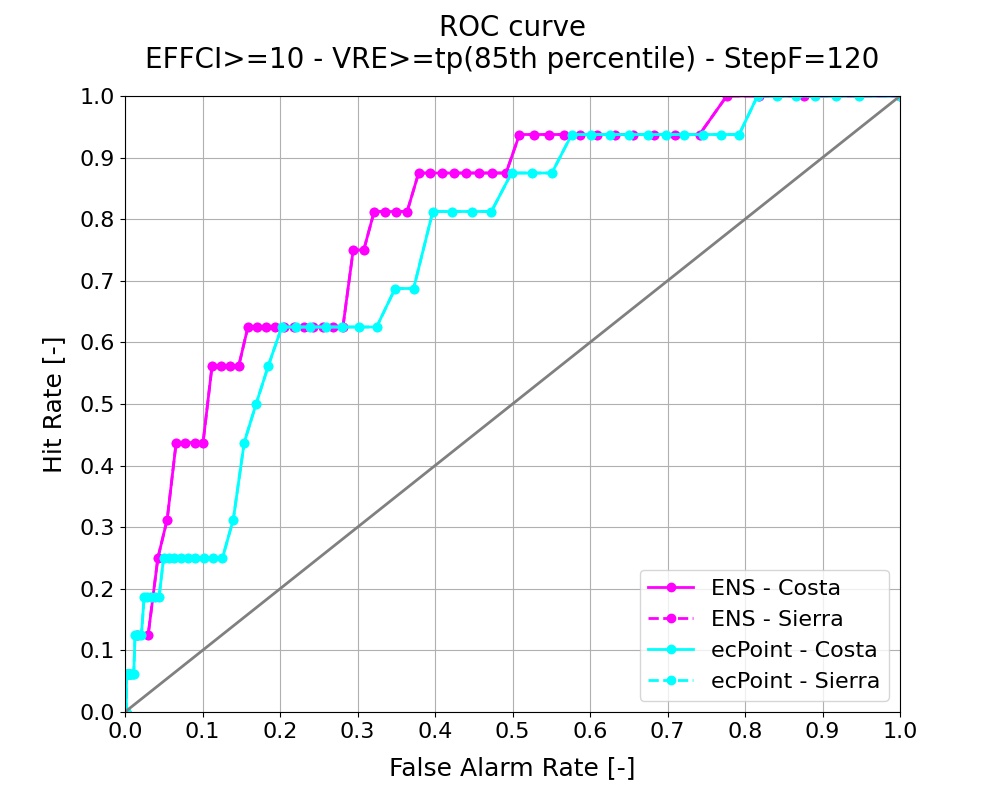 ROC curve
EFFCI>=10 - VRE>=tp(85th percentile) - StepF=120
1.0
0.9
0.8
0.7
0.6
0.5
0.4
0.3
0.2
0.1
0.0
Hit Rate [-]
ENS - Costa
ENS - Sierra
ecPoint - Costa
ecPoint - Sierra
0.0 0.1 0.2 0.3 0.4 0.5 0.6 0.7 0.8 0.9 1.0
False Alarm Rate [-]